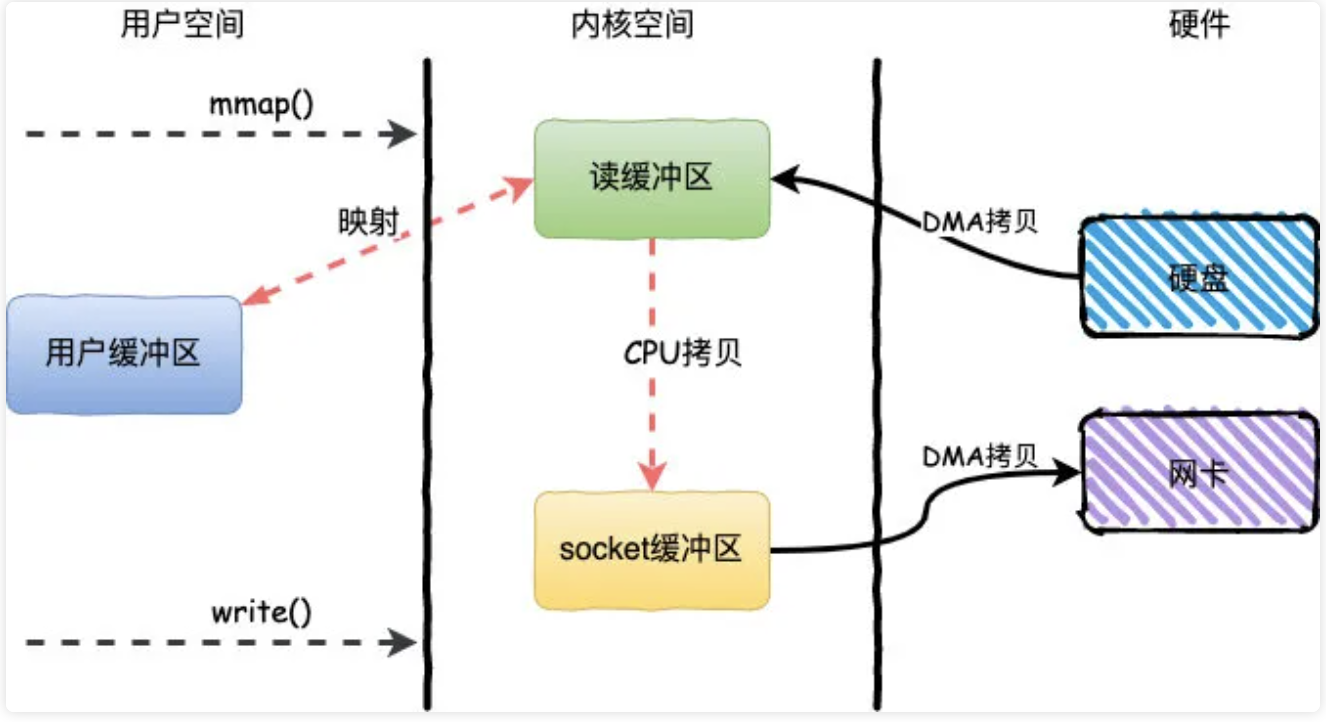 用户空间
内核空间
硬件
mmap()
读缓冲区
映射
DMA拷贝
硬盘
用户缓冲区
CPU拷贝
DMA拷贝
网卡
socket缓冲区
write()